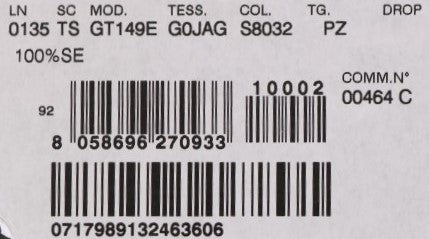 LN SC MOD. TESS. COL. TG. DROP
0135 TS GT149E G0JAG S8032 PZ
100%SE
COMM.N°
00464 C
10002
92
8 058696 270933
0717989132463606